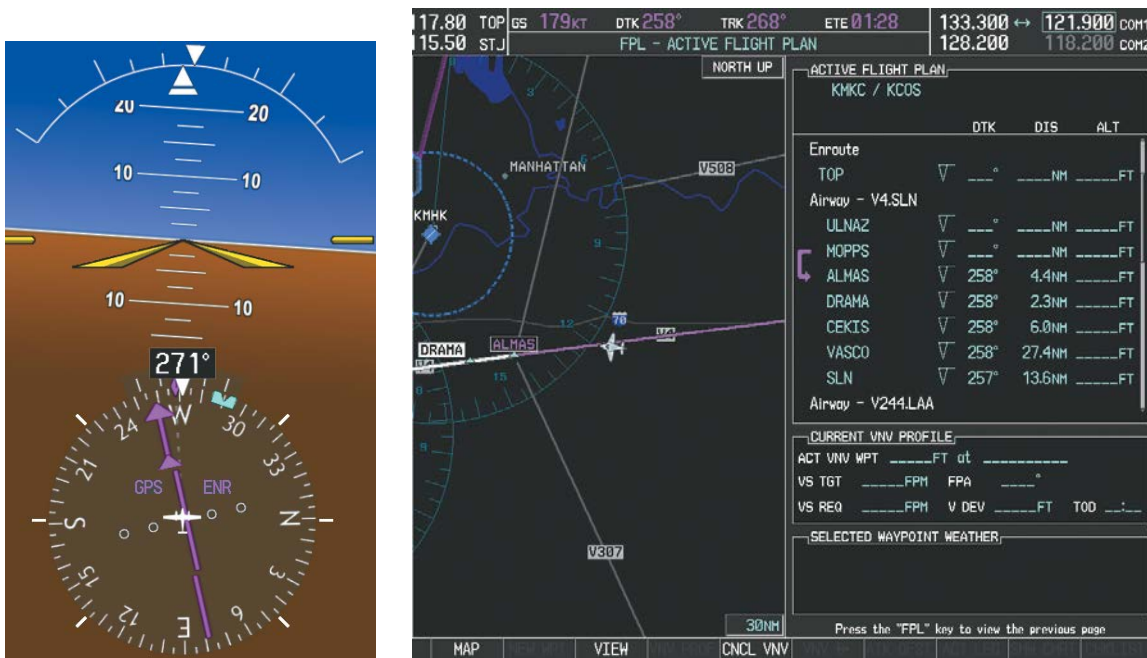 20 20
10 10
10 10
271°
24 W 30
21 33
GPS ENR
S N
15
12 E 6
117.80 TOP GS 179KT DTK 258° TRK 268° ETE 01:28 133.300 ↔ 121.900 COM1
115.50 STJ FPL – ACTIVE FLIGHT PLAN 128.200 118.200 COM2
NORTH UP
MANHATTAN
V508
KMHK
70
DRAMA ALMAS V4
V307
30NM
ACTIVE FLIGHT PLAN
KMKC / KCOS
DTK DIS ALT
Enroute
TOP ___° ____NM _____FT
Airway – V4.SLN
ULNAZ ___° ____NM _____FT
MOPPS ___° ____NM _____FT
ALMAS 258° 4.4NM _____FT
DRAMA 258° 2.3NM _____FT
CEKIS 258° 6.0NM _____FT
VASCO 258° 27.4NM _____FT
SLN 257° 13.6NM _____FT
Airway – V244.LAA
CURRENT VNV PROFILE
ACT VNV WPT _____FT at __________
VS TGT _____FPM FPA ____°
VS REQ _____FPM V DEV _____FT TOD __:__
SELECTED WAYPOINT WEATHER
Press the "FPL" key to view the previous page
MAP VIEW CNCL VNV